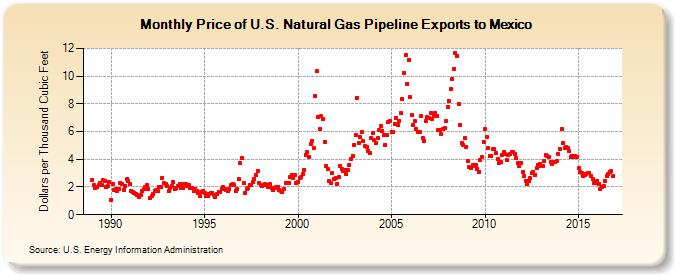 Monthly Price of U.S. Natural Gas Pipeline Exports to Mexico
Dollars per Thousand Cubic Feet
12
10
8
6
4
2
0
1990 1995 2000 2005 2010 2015
Source: U.S. Energy Information Administration